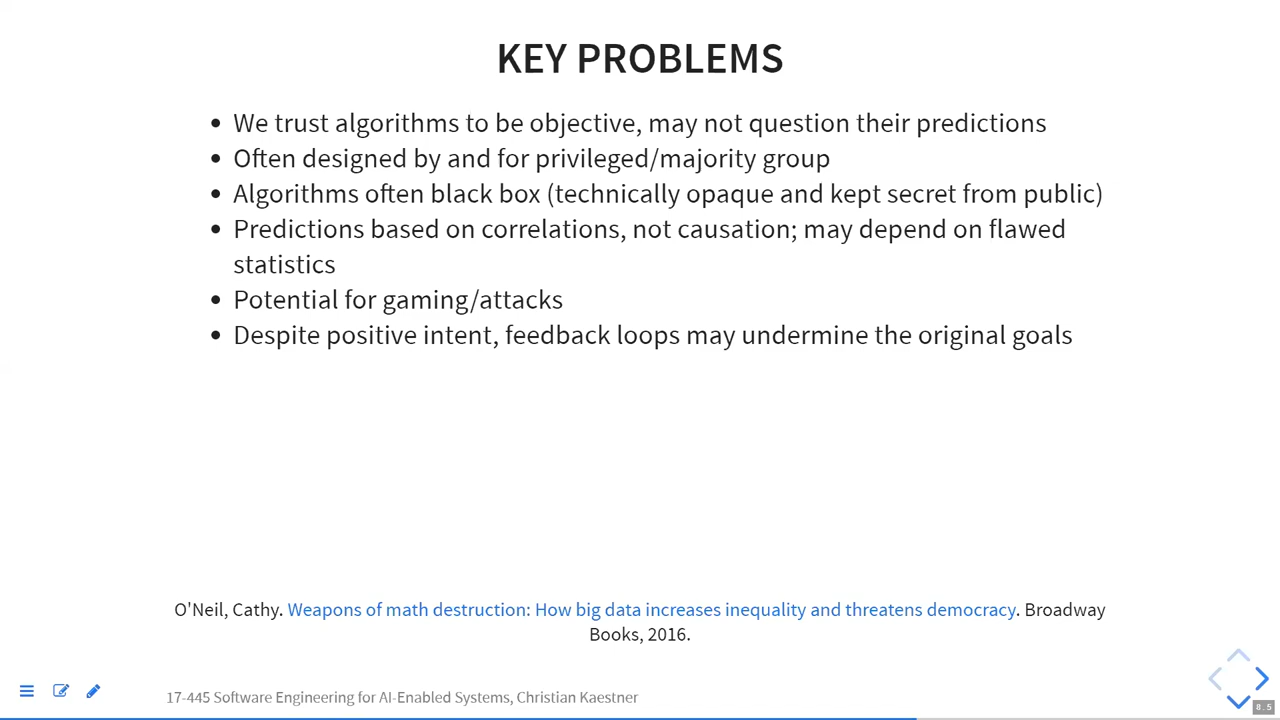 KEY PROBLEMS
• We trust algorithms to be objective, may not question their predictions
• Often designed by and for privileged/majority group
• Algorithms often black box (technically opaque and kept secret from public)
• Predictions based on correlations, not causation; may depend on flawed
statistics
• Potential for gaming/attacks
• Despite positive intent, feedback loops may undermine the original goals
O'Neil, Cathy. Weapons of math destruction: How big data increases inequality and threatens democracy. Broadway
Books, 2016.
17-445 Software Engineering for AI-Enabled Systems, Christian Kaestner
8.5